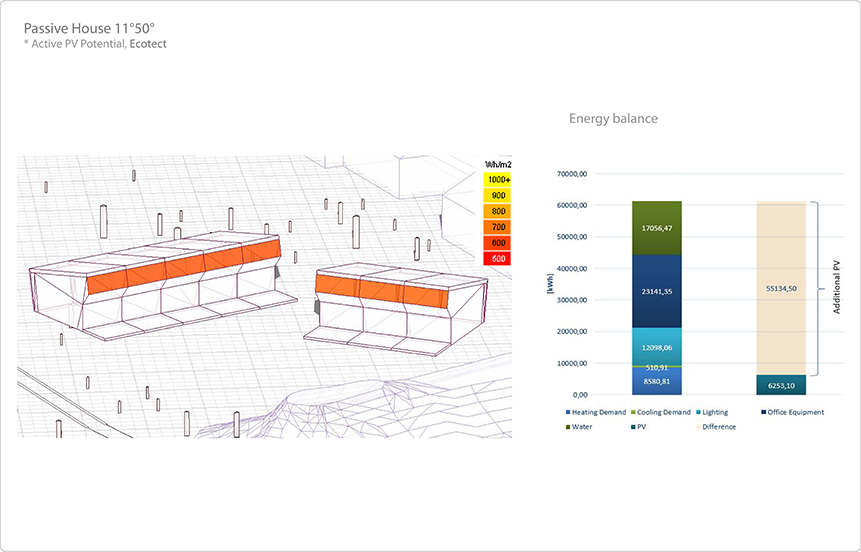 Passive House 11°50°
* Active PV Potential, Ecotect
Energy balance
Wh/m2
1000+
900
800
700
600
500
70000,00
60000,00
50000,00
40000,00
30000,00
20000,00
10000,00
0,00
[kWh]
17056,47
23141,35
12098,06
510,91
8580,81
55134,50
6253,10
Additional PV
Heating Demand Cooling Demand Lighting Office Equipment
Water PV Difference